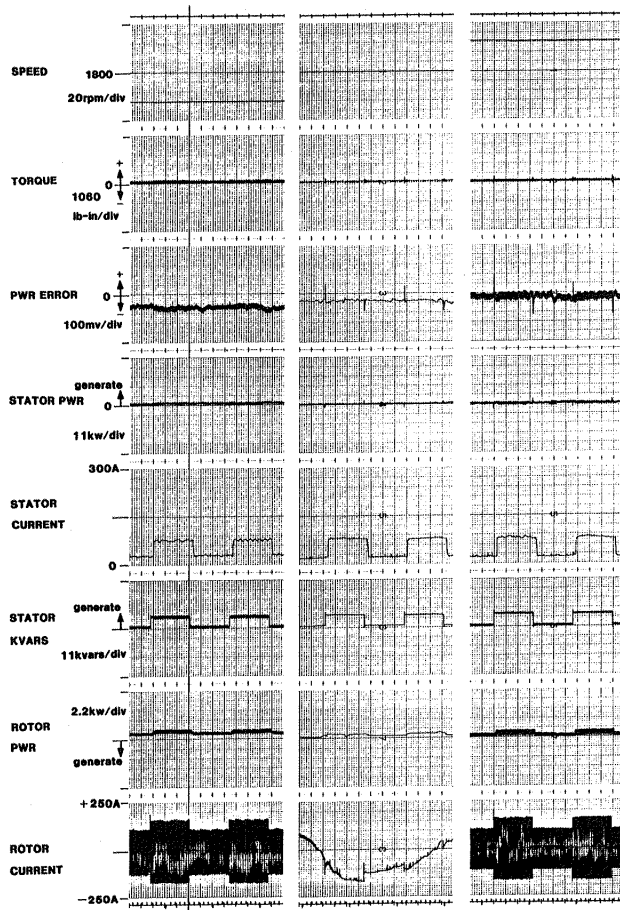 SPEED
1800
20rpm/div
TORQUE
+
0
1060
lb-in/div
PWR ERROR
+
0
100mv/div
STATOR PWR
generate
0
11kw/div
300A
STATOR
CURRENT
0
STATOR
KVARS
generate
11kvars/div
2.2kw/div
ROTOR
PWR
generate
+250A
ROTOR
CURRENT
-250A